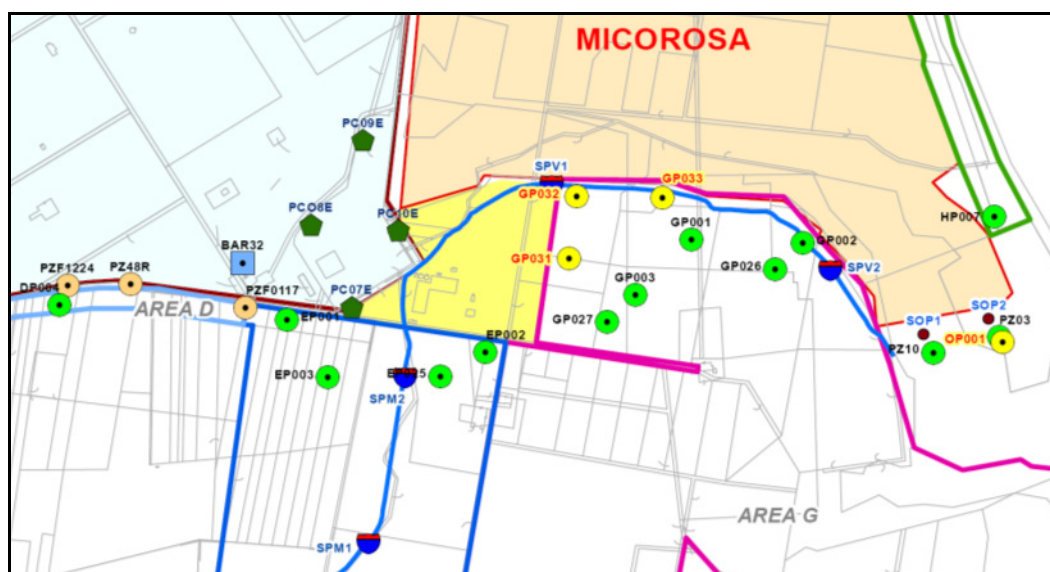 MICOROSA
PC09E
SPV1
GP033
GP032
HP007
PCO8E
PC10E
GP001
BAR32
GP002
PZF1224
PZ48R
GP031
GP026
SPV2
DP004
GP003
AREA D
PZF0117
PC07E
SOP2
EP001
GP027
SOP1
PZ03
EP002
OP001
PZ10
EP003
SPM2
AREA G
SPM1